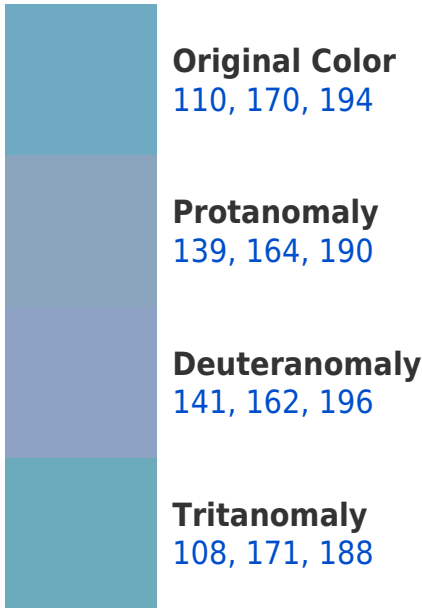 Original Color
110, 170, 194
Protanomaly
139, 164, 190
Deuteranomaly
141, 162, 196
Tritanomaly
108, 171, 188